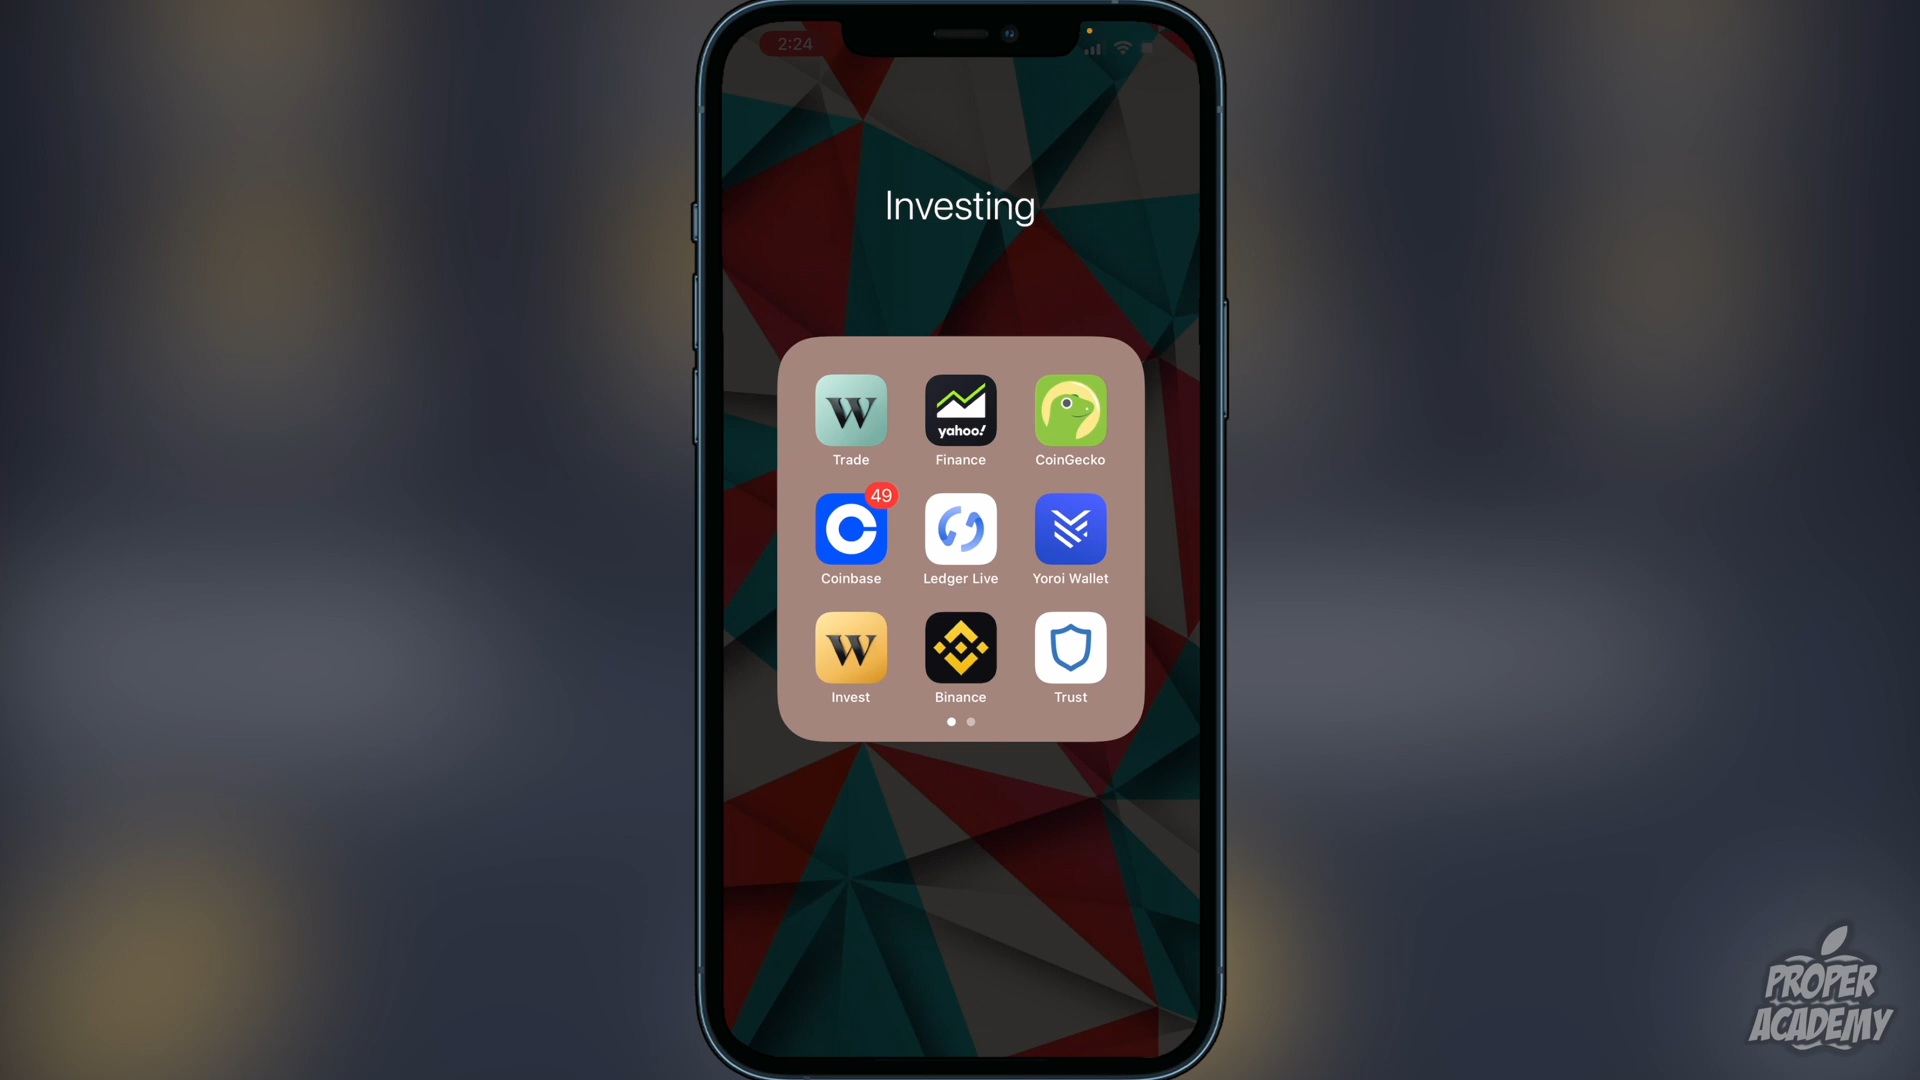 2:24
Investing
W
yahoo!
Trade
Finance
CoinGecko
49
Coinbase
Ledger Live
Yoroi Wallet
W
Invest
Binance
Trust
PROPER
ACADEMY